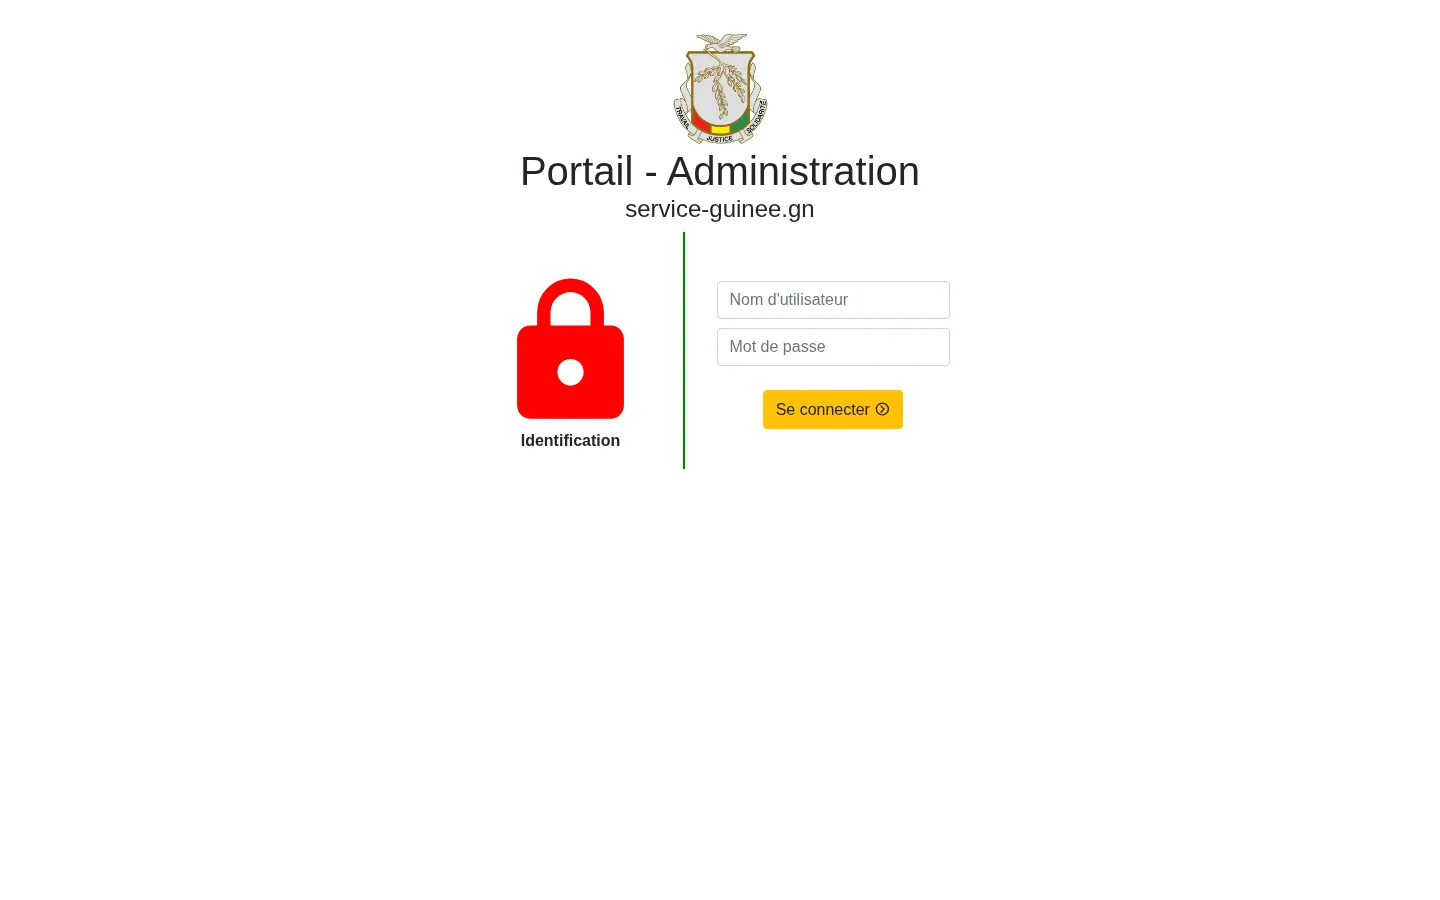 TRAVAIL
JUSTICE
SOLIDARITÉ
Portail - Administration
service-guinee.gn
Identification
Nom d'utilisateur
Mot de passe
Se connecter